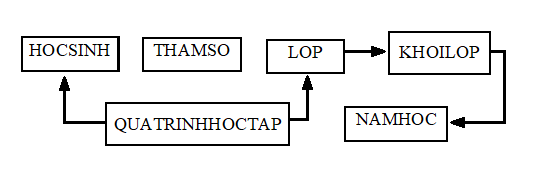 HOCSINH
THAMSO
LOP
KHOILOP
QUATRINHHOCTAP
NAMHOC